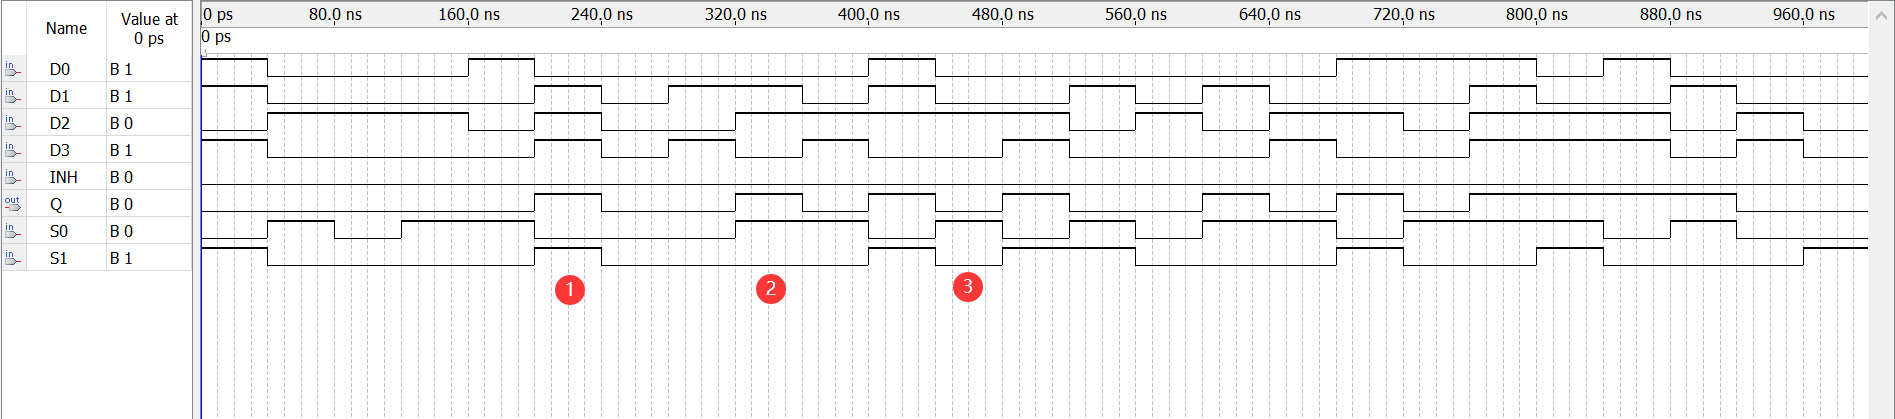 Name Value at 0 ps
0 ps 80.0 ns 160.0 ns 240.0 ns 320.0 ns 400.0 ns 480.0 ns 560.0 ns 640.0 ns 720.0 ns 800.0 ns 880.0 ns 960.0 ns
0 ps
in D0 B 1
in D1 B 1
in D2 B 0
in D3 B 1
in INH B 0
out Q B 0
in S0 B 0
in S1 B 1
1 2 3